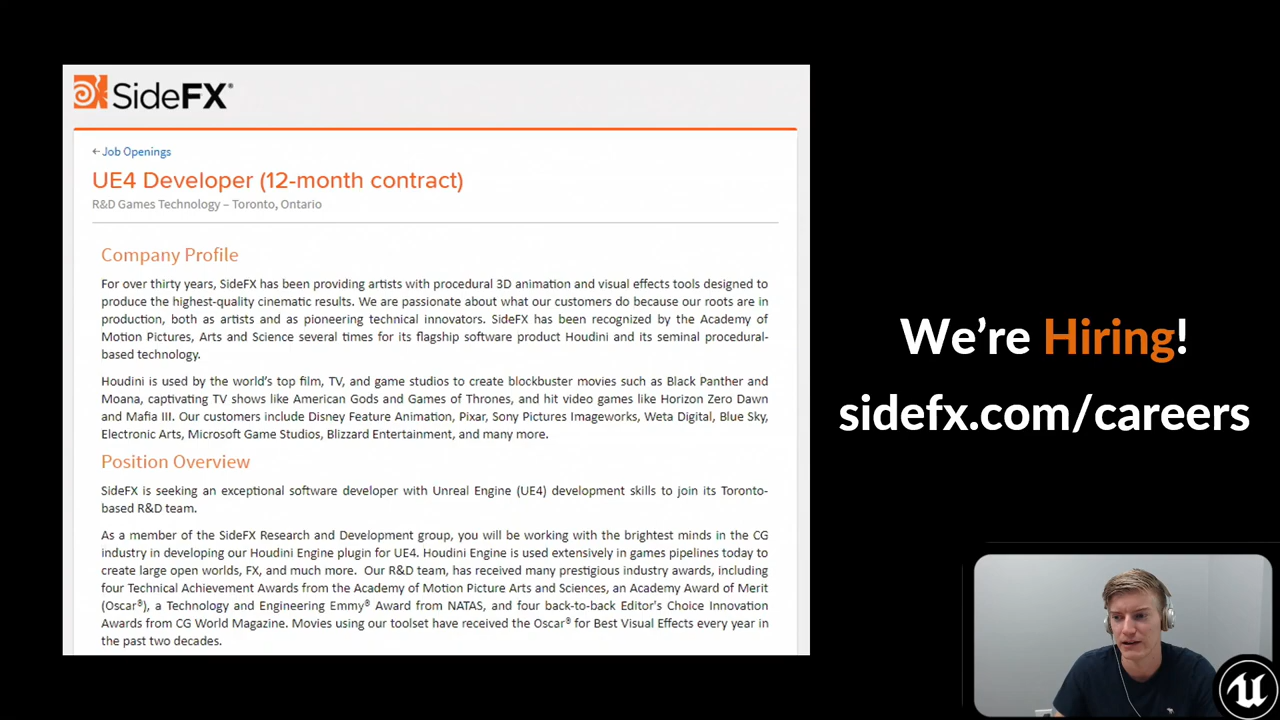 SideFX®
← Job Openings
UE4 Developer (12-month contract)
R&D Games Technology – Toronto, Ontario
Company Profile
For over thirty years, SideFX has been providing artists with procedural 3D animation and visual effects tools designed to
produce the highest-quality cinematic results. We are passionate about what our customers do because our roots are in
production, both as artists and as pioneering technical innovators. SideFX has been recognized by the Academy of
Motion Pictures, Arts and Science several times for its flagship software product Houdini and its seminal procedural-
based technology.
Houdini is used by the world's top film, TV, and game studios to create blockbuster movies such as Black Panther and
Moana, captivating TV shows like American Gods and Games of Thrones, and hit video games like Horizon Zero Dawn
and Mafia III. Our customers include Disney Feature Animation, Pixar, Sony Pictures Imageworks, Weta Digital, Blue Sky,
Electronic Arts, Microsoft Game Studios, Blizzard Entertainment, and many more.
Position Overview
SideFX is seeking an exceptional software developer with Unreal Engine (UE4) development skills to join its Toronto-
based R&D team.
As a member of the SideFX Research and Development group, you will be working with the brightest minds in the CG
industry in developing our Houdini Engine plugin for UE4. Houdini Engine is used extensively in games pipelines today to
create large open worlds, FX, and much more. Our R&D team, has received many prestigious industry awards, including
four Technical Achievement Awards from the Academy of Motion Picture Arts and Sciences, an Academy Award of Merit
(Oscar®), a Technology and Engineering Emmy® Award from NATAS, and four back-to-back Editor's Choice Innovation
Awards from CG World Magazine. Movies using our toolset have received the Oscar® for Best Visual Effects every year in
the past two decades.
We're Hiring!
sidefx.com/careers